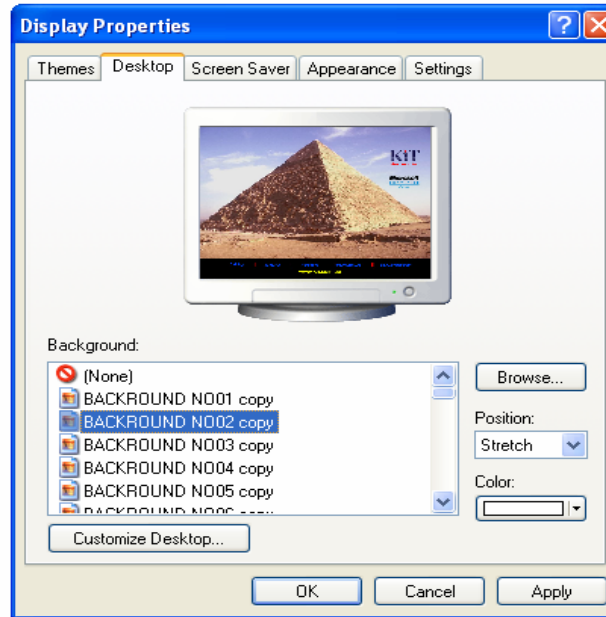 Display Properties
Themes Desktop Screen Saver Appearance Settings
KIT
Background:
(None)
BACKROUND NO01 copy
BACKROUND NO02 copy
BACKROUND NO03 copy
BACKROUND NO04 copy
BACKROUND NO05 copy
Browse...
Position:
Stretch
Color:
Customize Desktop...
OK Cancel Apply